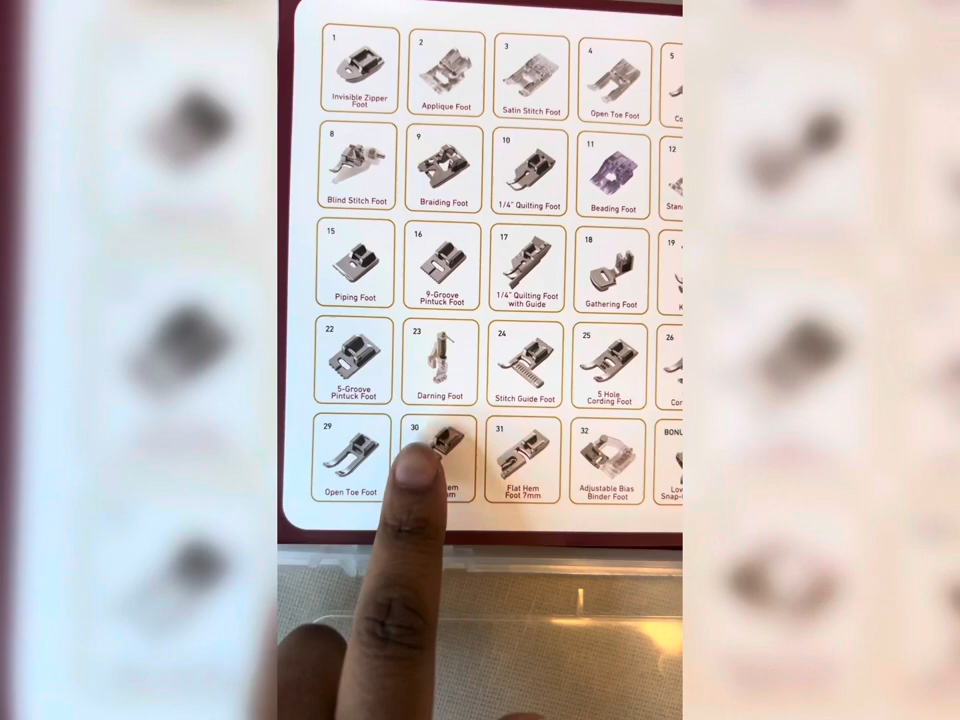 1
Invisible Zipper
Foot
2
Applique Foot
3
Satin Stitch Foot
4
Open Toe Foot
5
8
Blind Stitch Foot
9
Braiding Foot
10
1/4" Quilting Foot
11
Beading Foot
12
15
Piping Foot
16
9-Groove
Pintuck Foot
17
1/4" Quilting Foot
with Guide
18
Gathering Foot
19
22
5-Groove
Pintuck Foot
23
Darning Foot
24
Stitch Guide Foot
25
5 Hole
Cording Foot
26
29
Open Toe Foot
30
31
Flat Hem
Foot 7mm
32
Adjustable Bias
Binder Foot